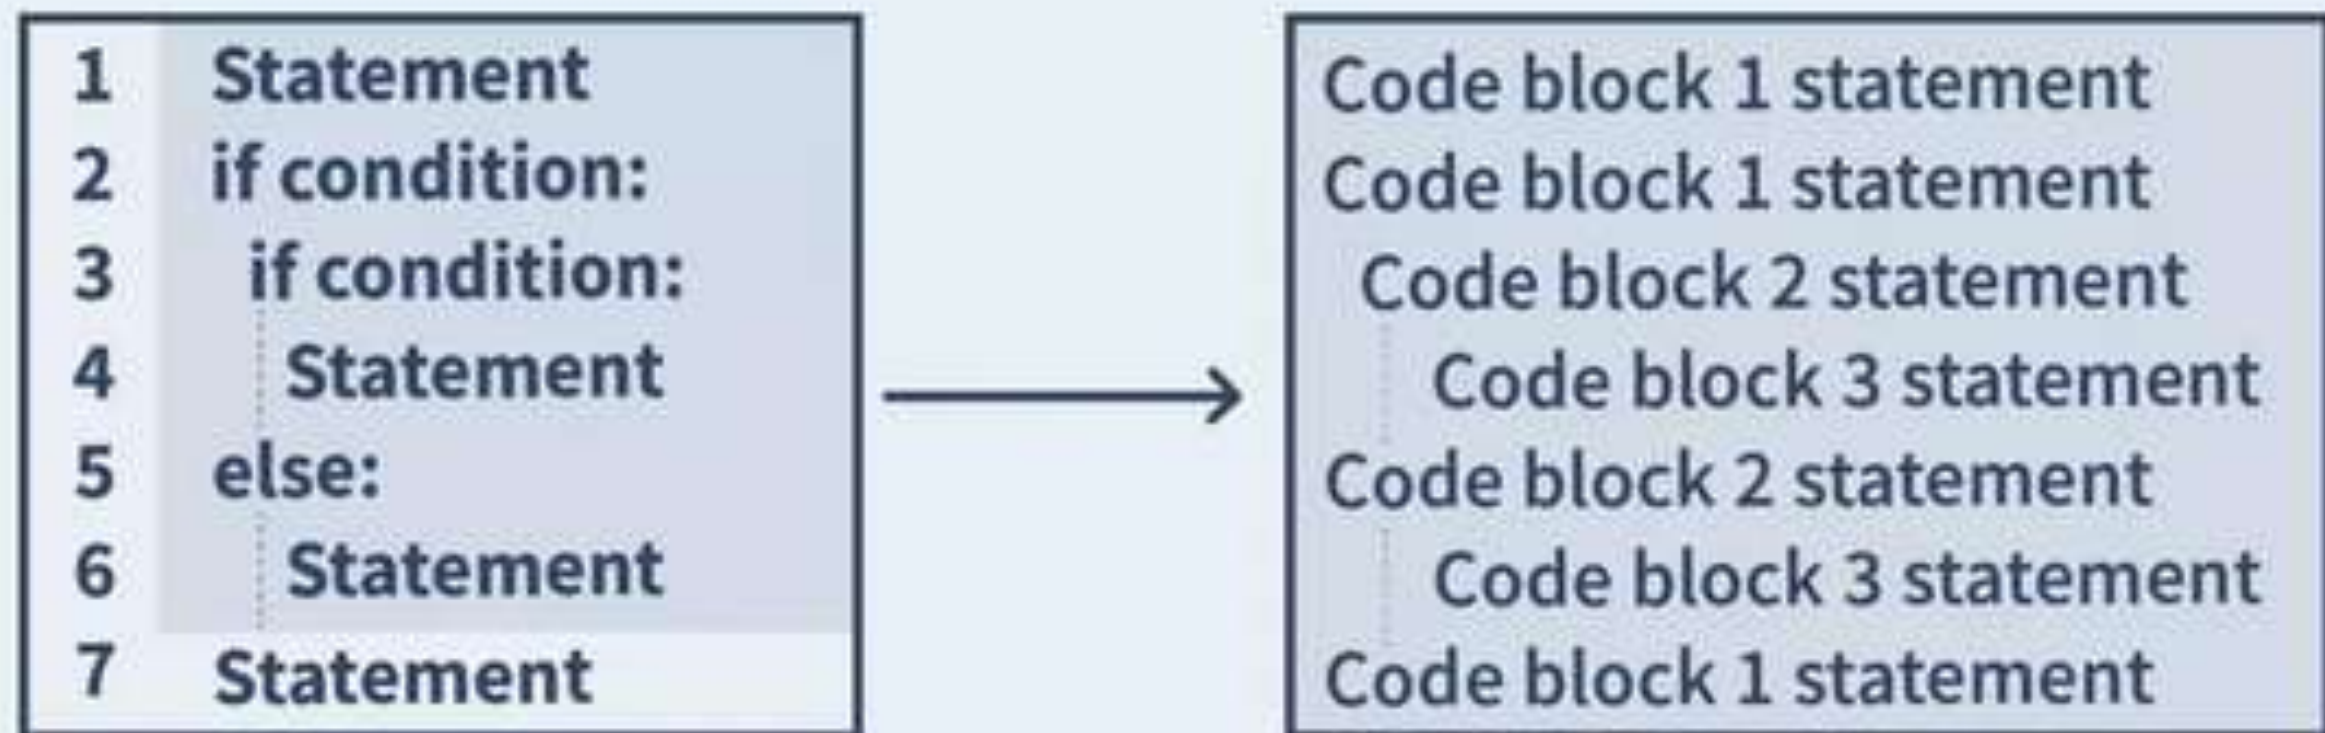 1 Statement
2 if condition:
3 if condition:
4 Statement
5 else:
6 Statement
7 Statement
Code block 1 statement
Code block 1 statement
Code block 2 statement
Code block 3 statement
Code block 2 statement
Code block 3 statement
Code block 1 statement